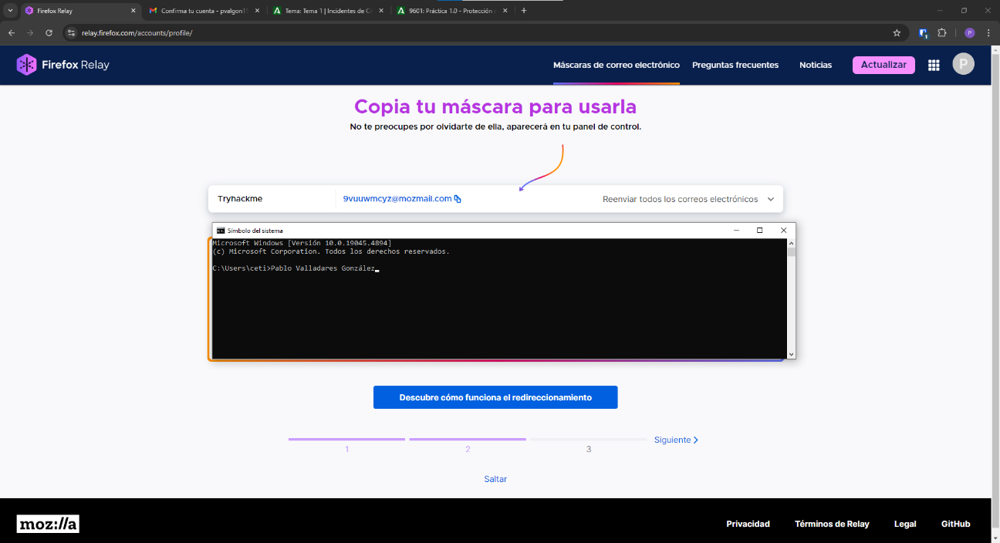 Firefox Relay
Confirma tu cuenta - pvalgon15
Tema: Tema 1 | Incidentes de C
9601: Práctica 1.0 - Protección
relay.firefox.com/accounts/profile/
1
P
Firefox Relay
Máscaras de correo electrónico
Preguntas frecuentes
Noticias
Actualizar
P
Copia tu máscara para usarla
No te preocupes por olvidarte de ella, aparecerá en tu panel de control.
Tryhackme
9vuuwmcyz@mozmail.com
Reenviar todos los correos electrónicos
Símbolo del sistema
Microsoft Windows [Versión 10.0.19045.4894]
(c) Microsoft Corporation. Todos los derechos reservados.
C:\Users\ceti>Pablo Valladares González
Descubre cómo funciona el redireccionamiento
1
2
3
Siguiente
Saltar
moz://a
Privacidad
Términos de Relay
Legal
GitHub